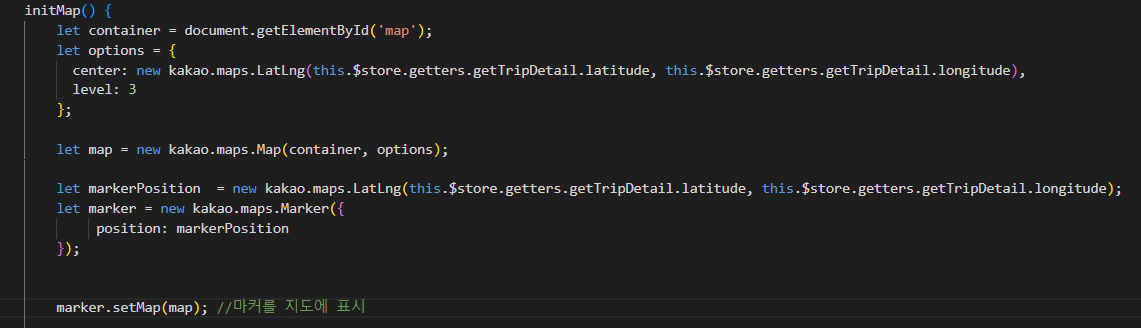 initMap() {
let container = document.getElementById('map');
let options = {
center: new kakao.maps.LatLng(this.$store.getters.getTripDetail.latitude, this.$store.getters.getTripDetail.longitude),
level: 3
};
let map = new kakao.maps.Map(container, options);
let markerPosition  = new kakao.maps.LatLng(this.$store.getters.getTripDetail.latitude, this.$store.getters.getTripDetail.longitude);
let marker = new kakao.maps.Marker({
position: markerPosition
});
marker.setMap(map); //마커를 지도에 표시